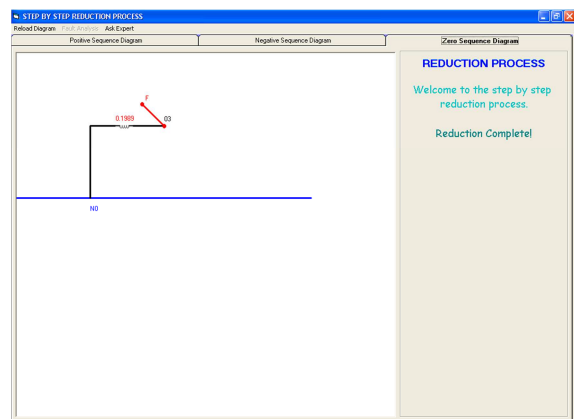 STEP BY STEP REDUCTION PROCESS
Reload Diagram Fault Analysis Ask Expert
Positive Sequence Diagram Negative Sequence Diagram Zero Sequence Diagram
REDUCTION PROCESS
Welcome to the step by step
reduction process.
Reduction Complete!
F
0.1989 03
N0